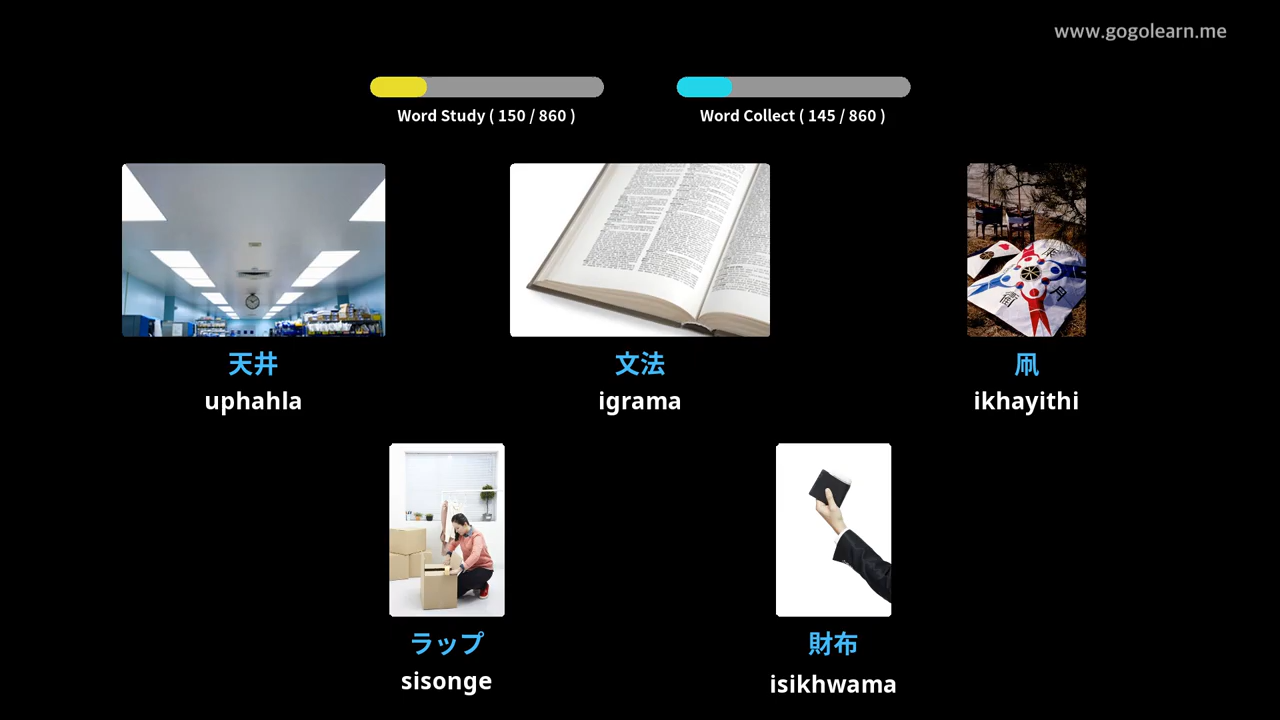 www.gogolearn.me
Word Study ( 150 / 860 )
Word Collect ( 145 / 860 )
天井
uphahla
文法
igrama
凧
ikhayithi
ラップ
sisonge
財布
isikhwama